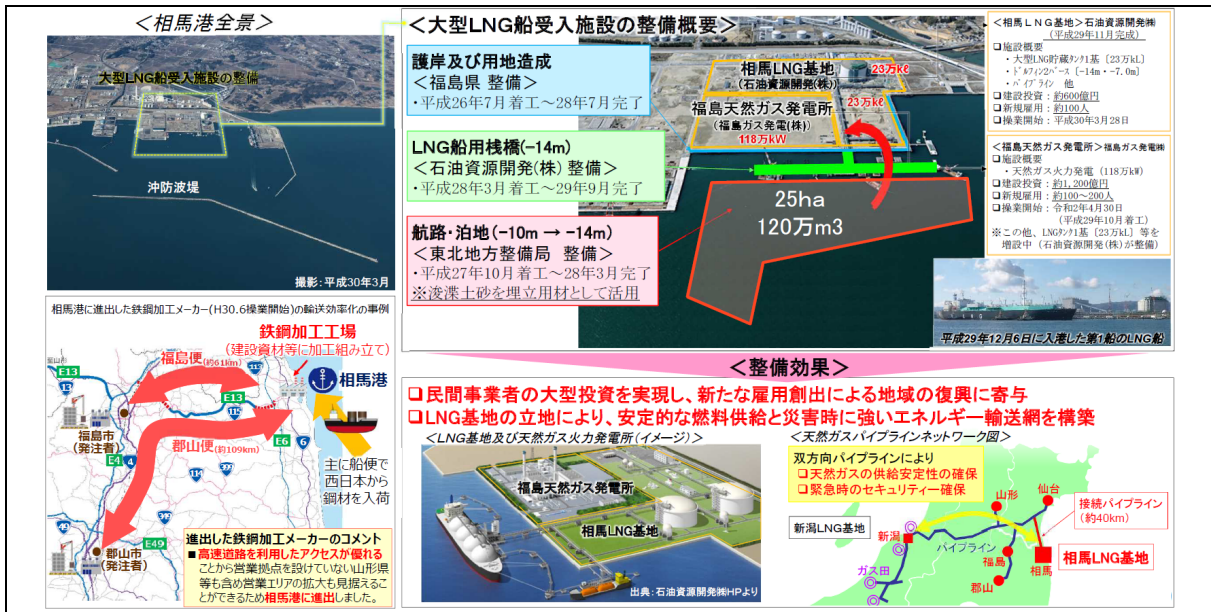 ＜相馬港全景＞
大型LNG船受入施設の整備
沖防波堤
撮影：平成30年3月
＜大型LNG船受入施設の整備概要＞
護岸及び用地造成
＜福島県 整備＞
・平成26年7月着工～28年7月完了
LNG船用桟橋(−14m)
＜石油資源開発(株) 整備＞
・平成28年3月着工～29年9月完了
航路・泊地(−10m → −14m)
＜東北地方整備局 整備＞
・平成27年10月着工～28年3月完了
※浚渫土砂を埋立用材として活用
相馬LNG基地
(石油資源開発(株))
23万kℓ
福島天然ガス発電所
(福島ガス発電(株))
118万kW
23万kℓ
25ha
120万m3
＜相馬ＬＮＧ基地＞石油資源開発㈱
（平成29年11月完成）
□施設概要
・大型LNG貯蔵ﾀﾝｸ1基［23万kL］
・ﾄﾞﾙﾌｨﾝ2ﾊﾞｰｽ［-14m・-7.0m］
・ﾊﾟｲﾌﾟﾗｲﾝ 他
□建設投資：約600億円
□新規雇用：約100人
□操業開始：平成30年3月28日
＜福島天然ガス発電所＞福島ガス発電㈱
□施設概要
・天然ガス火力発電（118万kW）
□建設投資：約1,200億円
□新規雇用：約100～200人
□操業開始：令和2年4月30日
（平成29年10月着工）
※この他、LNGﾀﾝｸ1基［23万kL］等を
増設中（石油資源開発(株)が整備）
平成29年12月6日に入港した第1船のLNG船
相馬港に進出した鉄鋼加工メーカー(H30.6操業開始)の輸送効率化の事例
鉄鋼加工工場
(建設資材等に加工組み立て)
福島便(約61km)
相馬港
E13
13
113
E13
115
福島市
(発注者)
E4
4
郡山便(約109km)
E6
6
114
399
主に船便で
西日本から
鋼材を入荷
49
349
E49
郡山市
(発注者)
進出した鉄鋼加工メーカーのコメント
■高速道路を利用したアクセスが優れる
ことから営業拠点を設けていない山形県
等も含め営業エリアの拡大も見据えるこ
とができるため相馬港に進出しました。
＜整備効果＞
□民間事業者の大型投資を実現し、新たな雇用創出による地域の復興に寄与
□LNG基地の立地により、安定的な燃料供給と災害時に強いエネルギー輸送網を構築
＜LNG基地及び天然ガス火力発電所(イメージ)＞
福島天然ガス発電所
相馬LNG基地
出典：石油資源開発㈱HPより
＜天然ガスパイプラインネットワーク図＞
双方向パイプラインにより
□天然ガスの供給安定性の確保
□緊急時のセキュリティー確保
山形
仙台
接続パイプライン
(約40km)
新潟LNG基地
新潟
パイプライン
福島
相馬
相馬LNG基地
ガス田
郡山